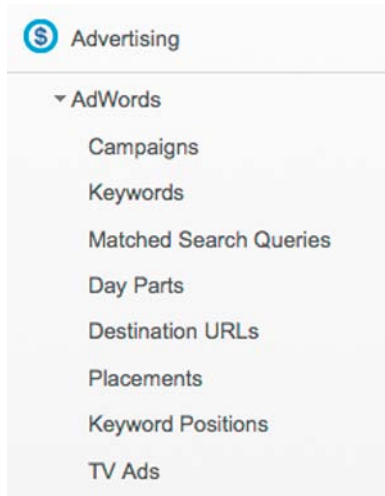 Advertising
AdWords
Campaigns
Keywords
Matched Search Queries
Day Parts
Destination URLs
Placements
Keyword Positions
TV Ads